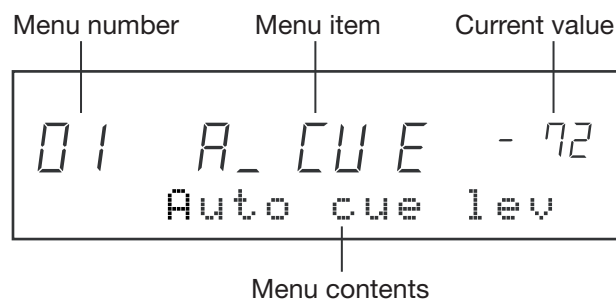 Menu number Menu item Current value
01 A_CUE -72
Auto cue lev
Menu contents